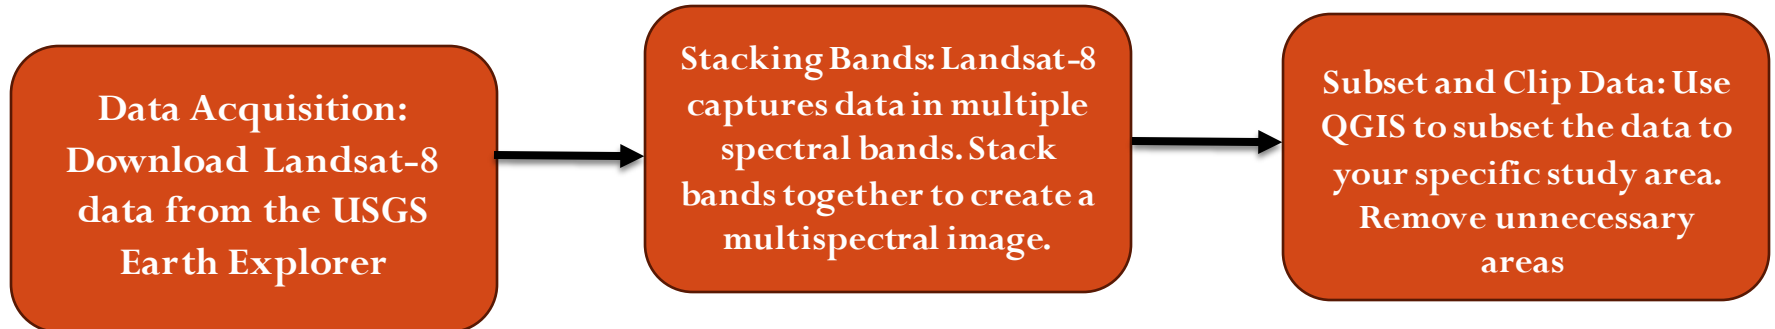 Data Acquisition:
Download Landsat-8
data from the USGS
Earth Explorer
Stacking Bands: Landsat-8
captures data in multiple
spectral bands. Stack
bands together to create a
multispectral image.
Subset and Clip Data: Use
QGIS to subset the data to
your specific study area.
Remove unnecessary
areas